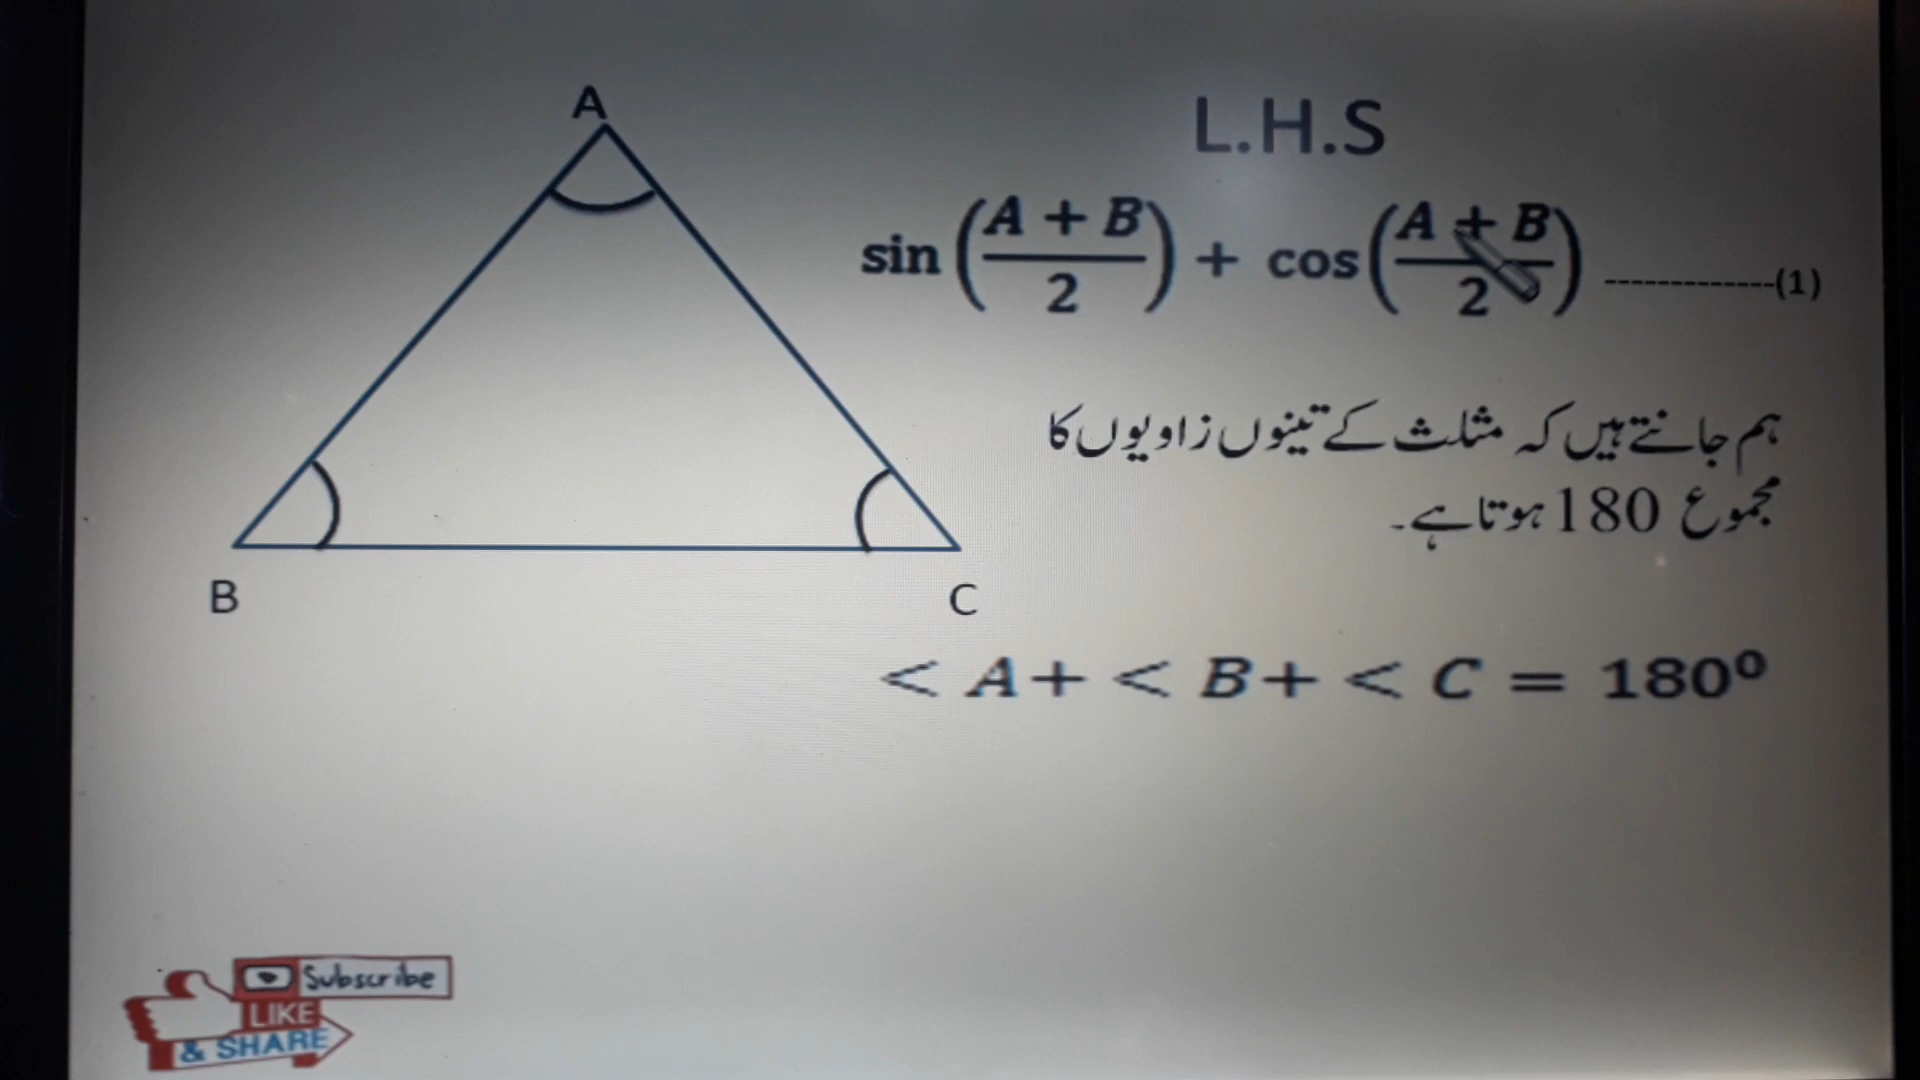 A
L.H.S
sin(A + B / 2) + cos(A + B / 2) -------------(1)
ہم جانتے ہیں کہ مثلث کے تینوں زاویوں کا
مجموع 180 ہوتا ہے۔
B
C
< A+ < B+ < C = 180⁰
Subscribe
LIKE
& SHARE